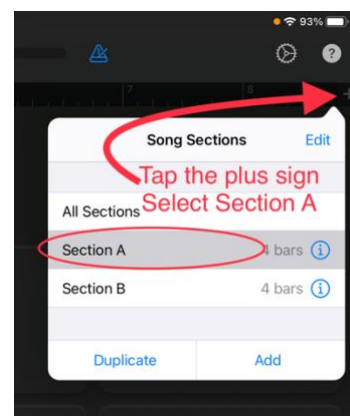 93%
?
7
8
+
Song Sections
Edit
Tap the plus sign
All Sections
Select Section A
Section A
4 bars
Section B
4 bars
Duplicate
Add